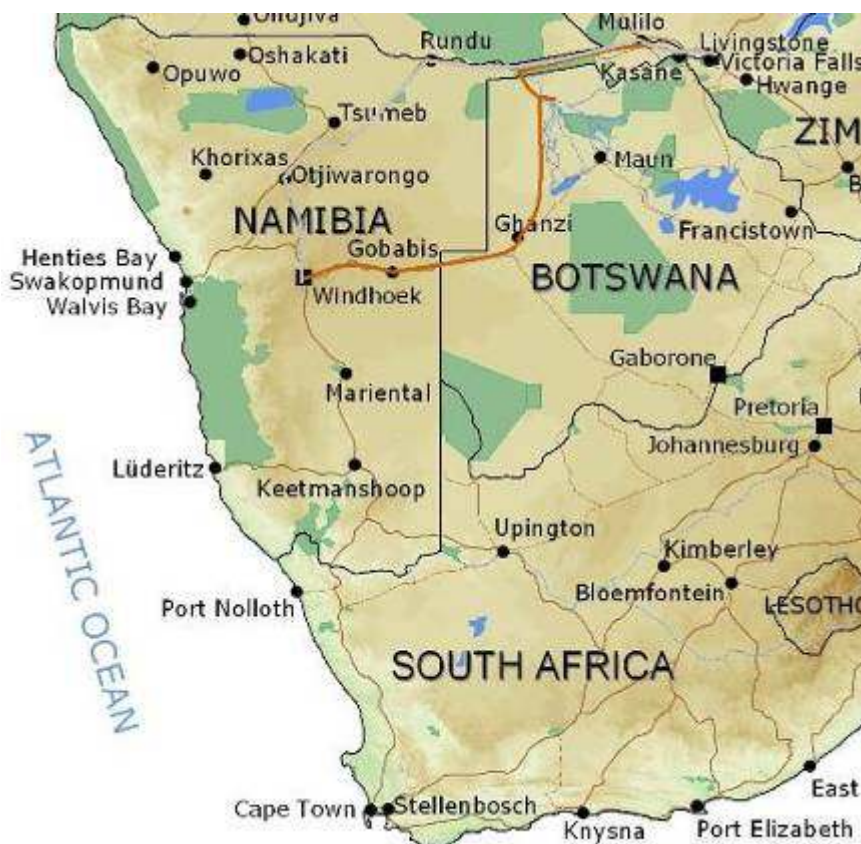 Ohujiva
Mulilo
Oshakati
Rundu
Livingstone
Opuwo
Kasane
Victoria Falls
Hwange
Tsumeb
ZIM
Khorixas
Maun
Otjiwarongo
B
NAMIBIA
Ghanzi
Francistown
Henties Bay
Gobabis
Swakopmund
BOTSWANA
Walvis Bay
Windhoek
Gaborone
Mariental
Pretoria
Johannesburg
ATLANTIC OCEAN
Lüderitz
Keetmanshoop
Upington
Kimberley
Port Nolloth
Bloemfontein
LESOTHO
SOUTH AFRICA
East
Cape Town
Stellenbosch
Knysna
Port Elizabeth